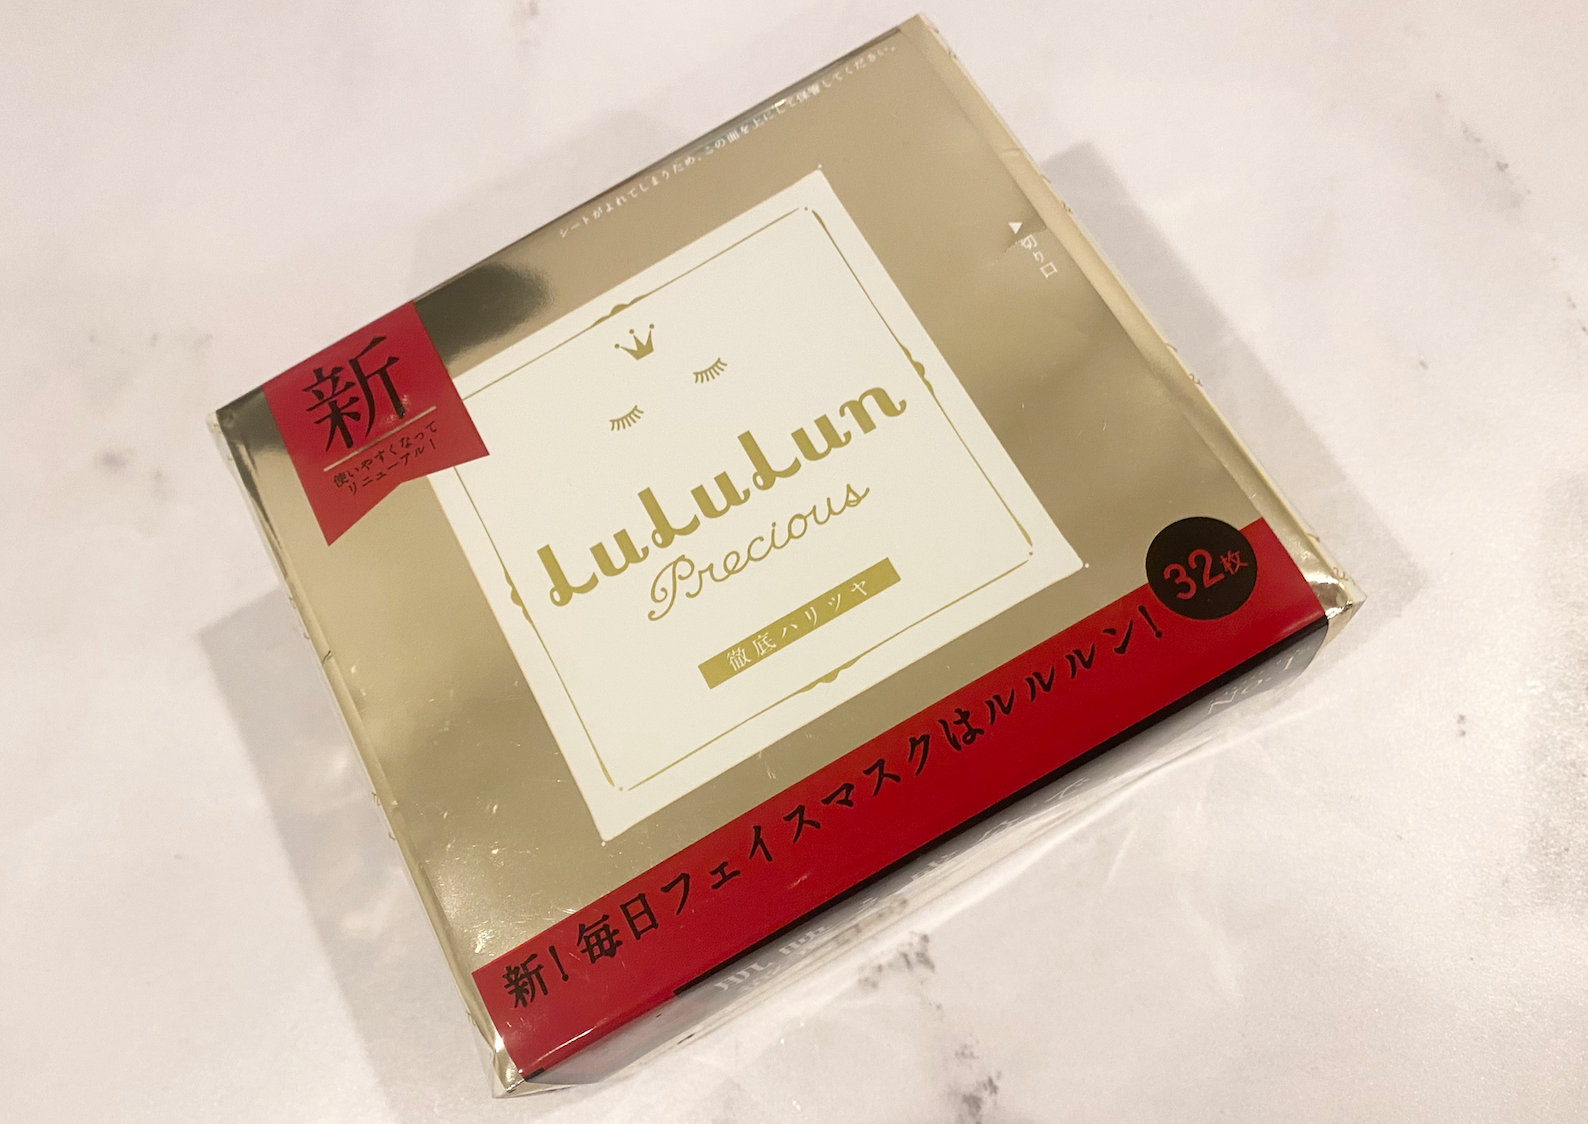 シートがよれてしまうため、この面を上にして保管してください。
▶切り口
新
使いやすくなって
リニューアル！
LuLuLun
Precious
徹底ハリツヤ
32枚
新！毎日フェイスマスクはルルルン！